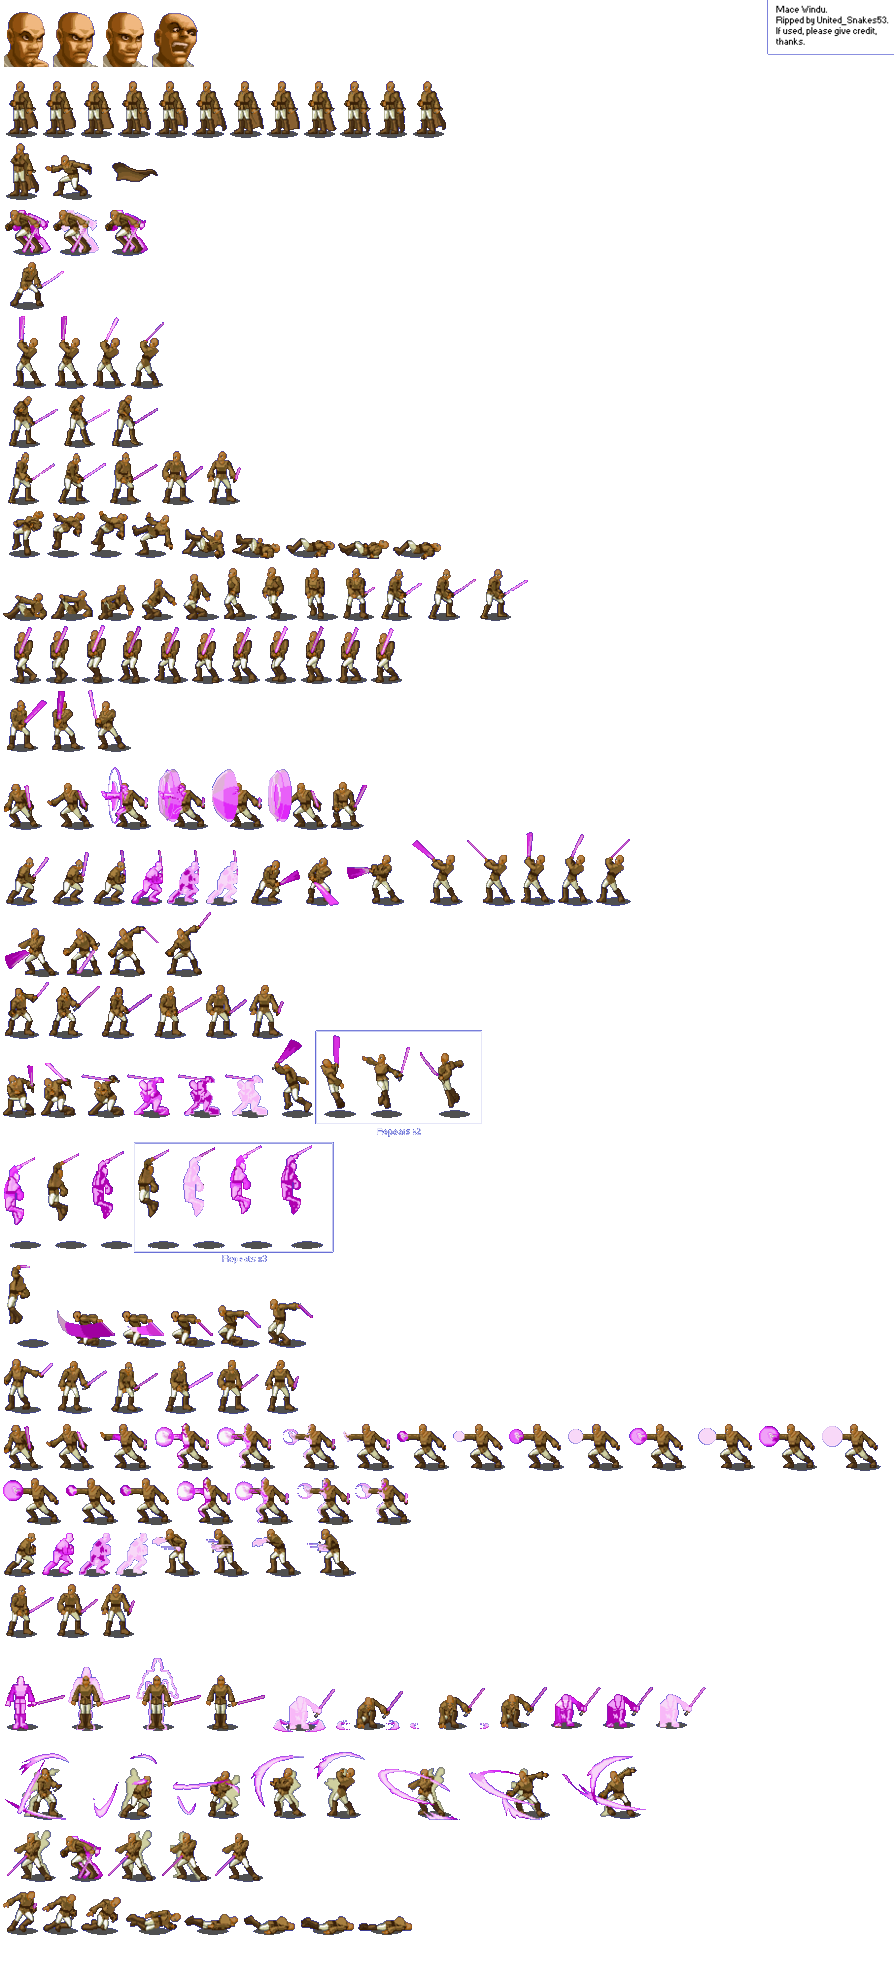 Mace Windu.
Ripped by United_Snakes53.
If used, please give credit,
thanks.
Repeats x2
Repeats x3